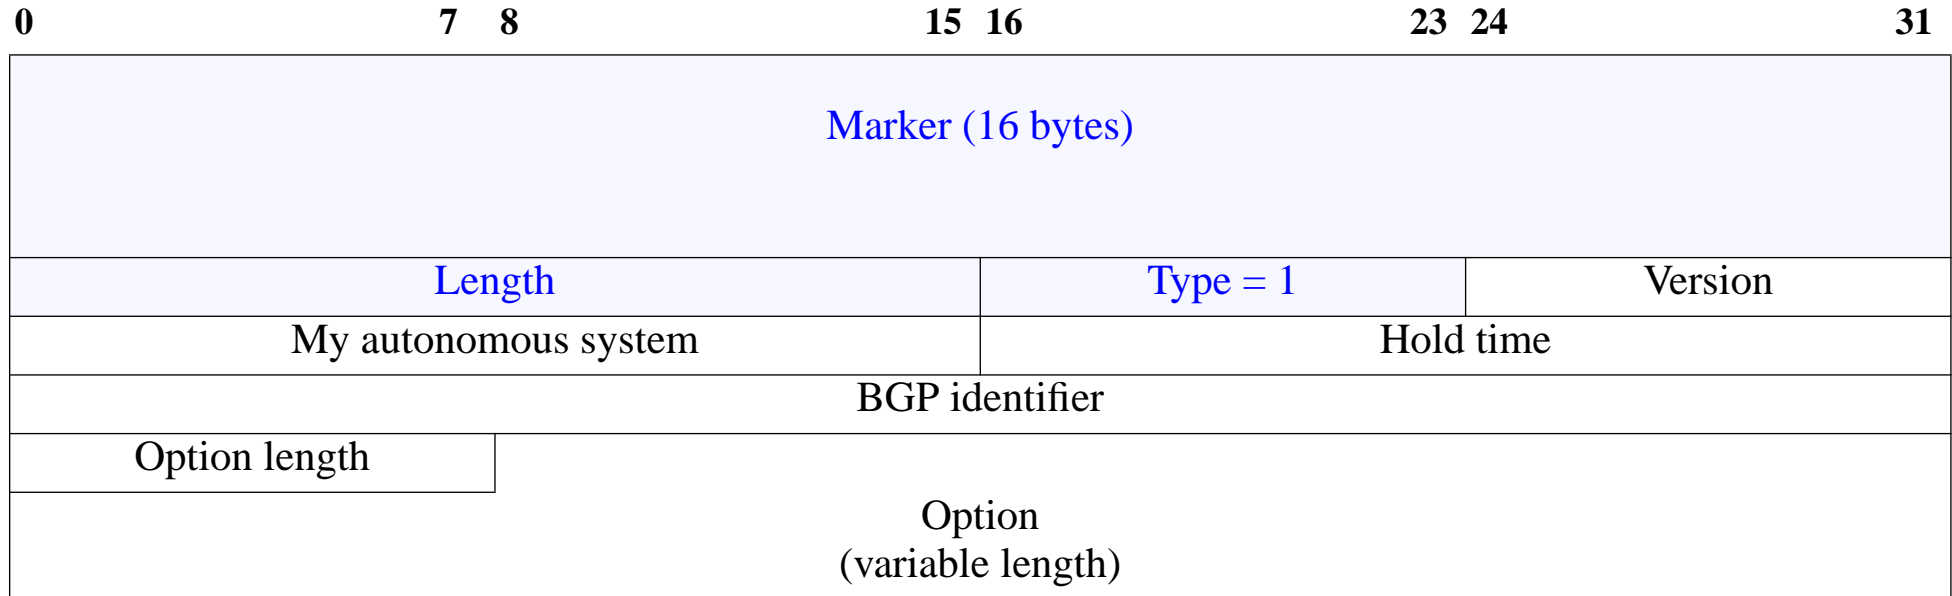 0 7 8 15 16 23 24 31
Marker (16 bytes)
Length Type = 1 Version
My autonomous system Hold time
BGP identifier
Option length
Option
(variable length)